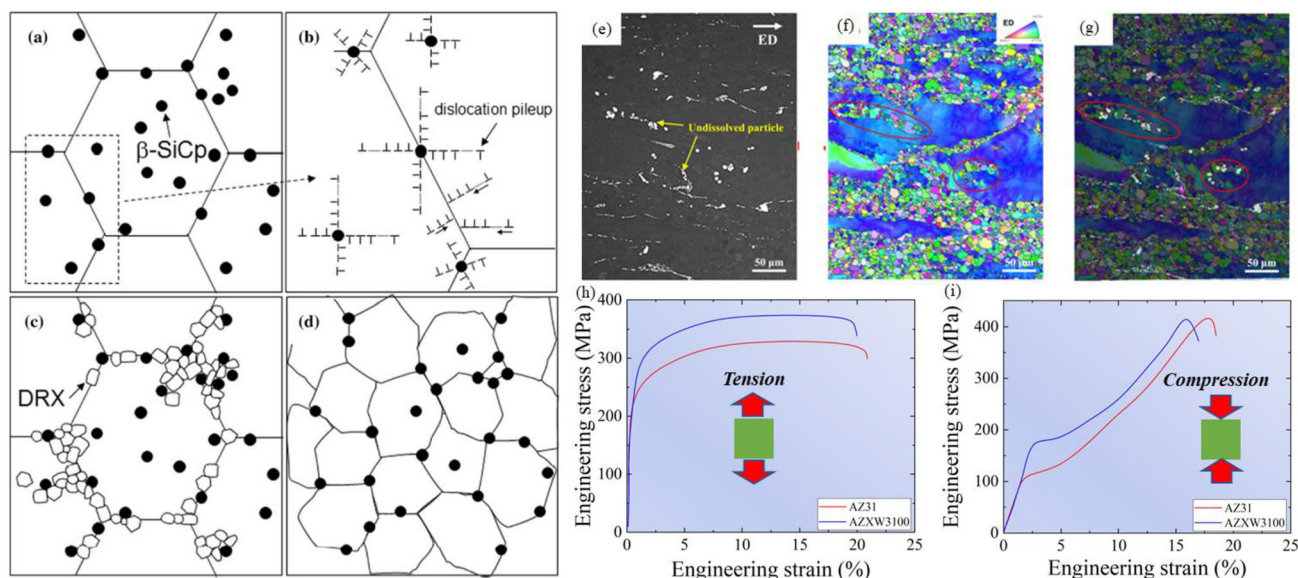 (a)
β-SiCp
(b)
dislocation pileup
(c)
DRX
(d)
(e)
ED
Undissolved particle
50 μm
(f)
ED
50 μm
(g)
50 μm
(h)
400
300
200
100
0
0 5 10 15 20 25
Engineering stress (MPa)
Engineering strain (%)
Tension
AZ31
AZXW3100
(i)
400
300
200
100
0
0 5 10 15 20 25
Engineering stress (MPa)
Engineering strain (%)
Compression
AZ31
AZXW3100